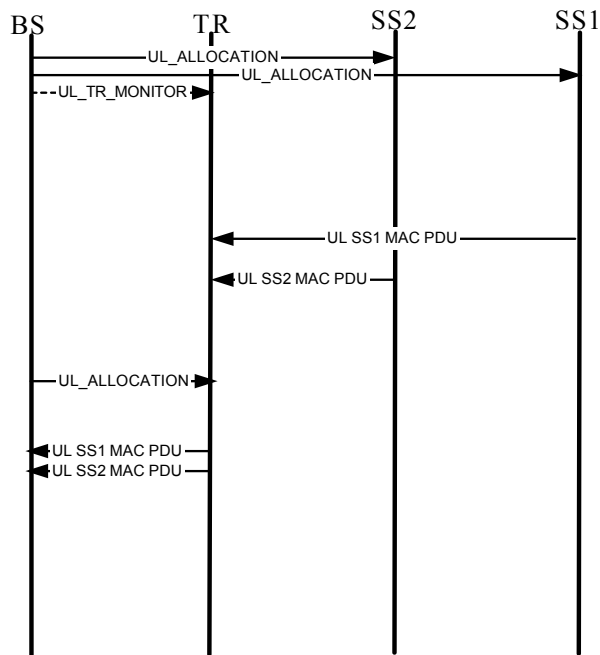 BS TR SS2 SS1
UL_ALLOCATION
UL_ALLOCATION
UL_TR_MONITOR
UL SS1 MAC PDU
UL SS2 MAC PDU
UL_ALLOCATION
UL SS1 MAC PDU
UL SS2 MAC PDU